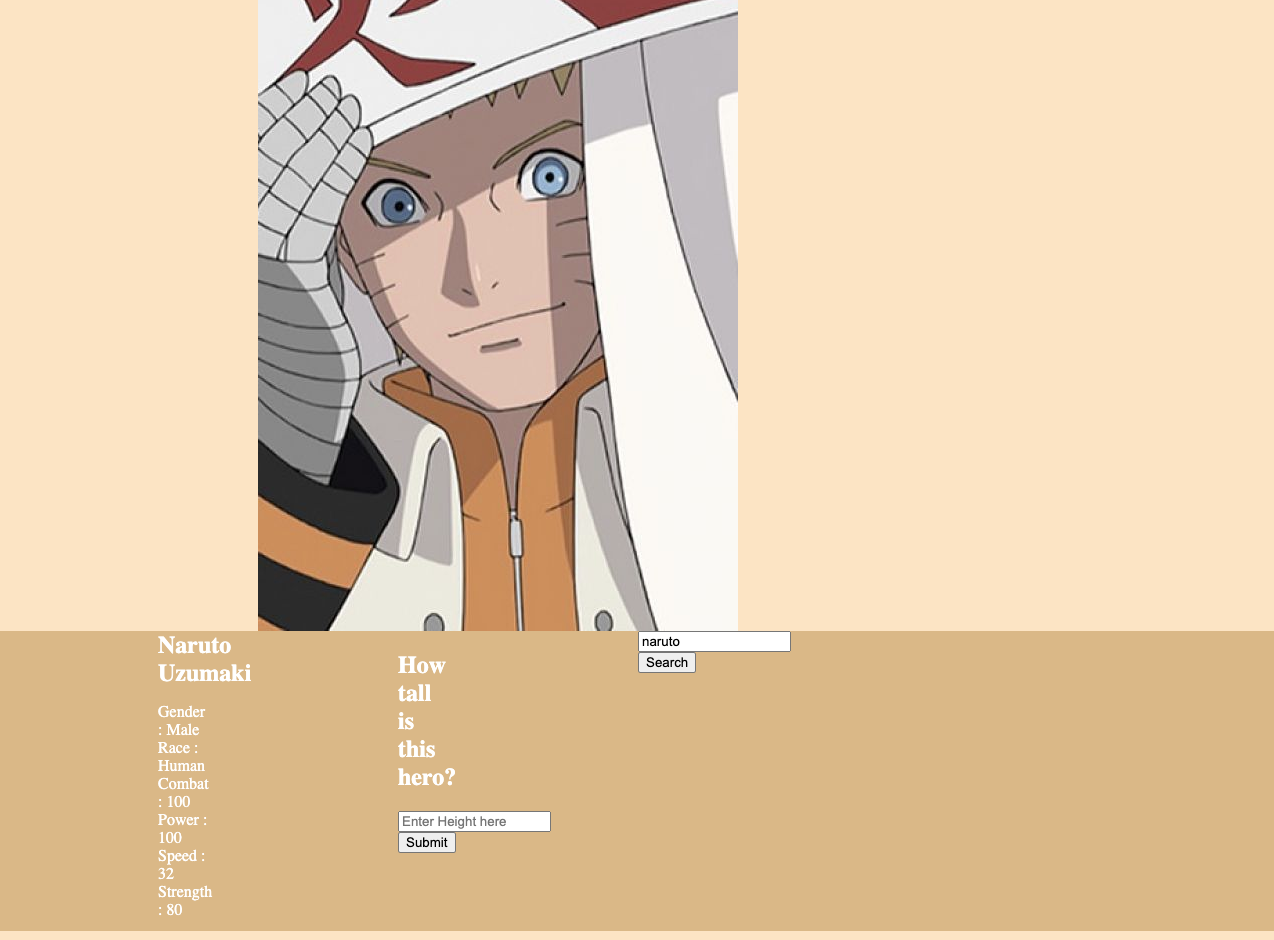 Naruto
Uzumaki
Gender
: Male
Race :
Human
Combat
: 100
Power :
100
Speed :
32
Strength
: 80
How
tall
is
this
hero?
Enter Height here
Submit
naruto
Search